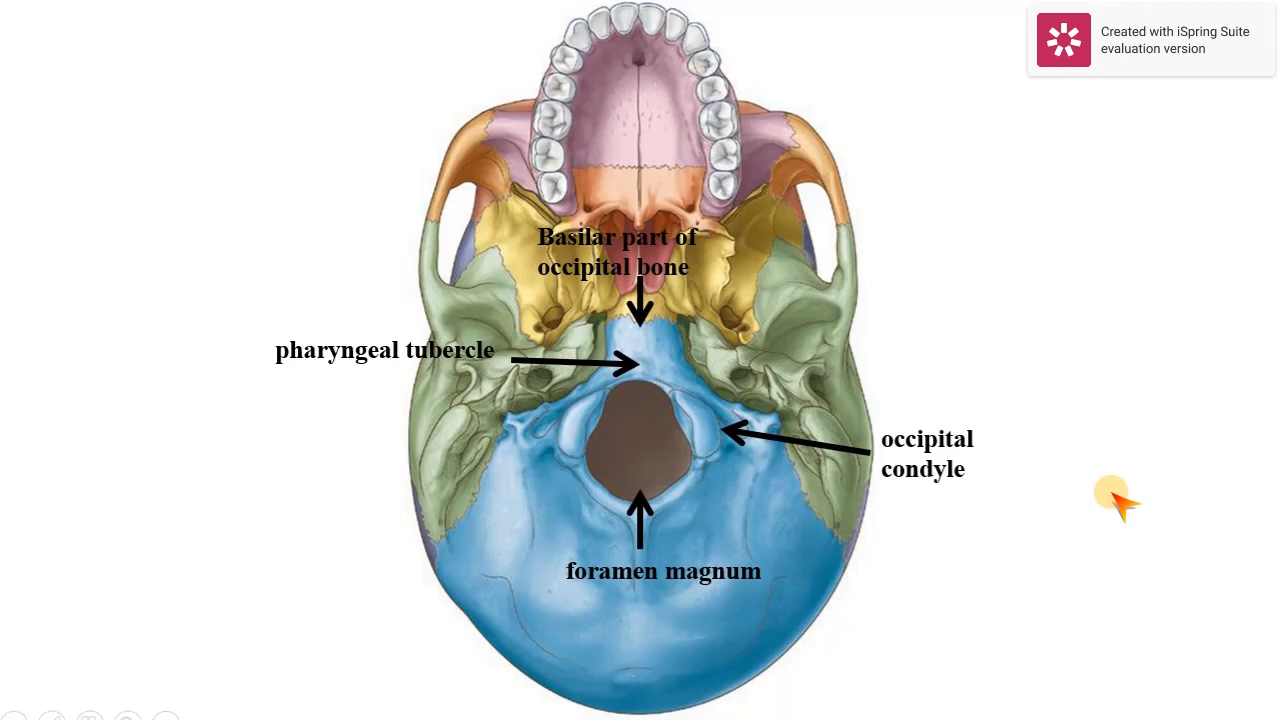 Created with iSpring Suite
evaluation version
Basilar part of
occipital bone
pharyngeal tubercle
occipital
condyle
foramen magnum